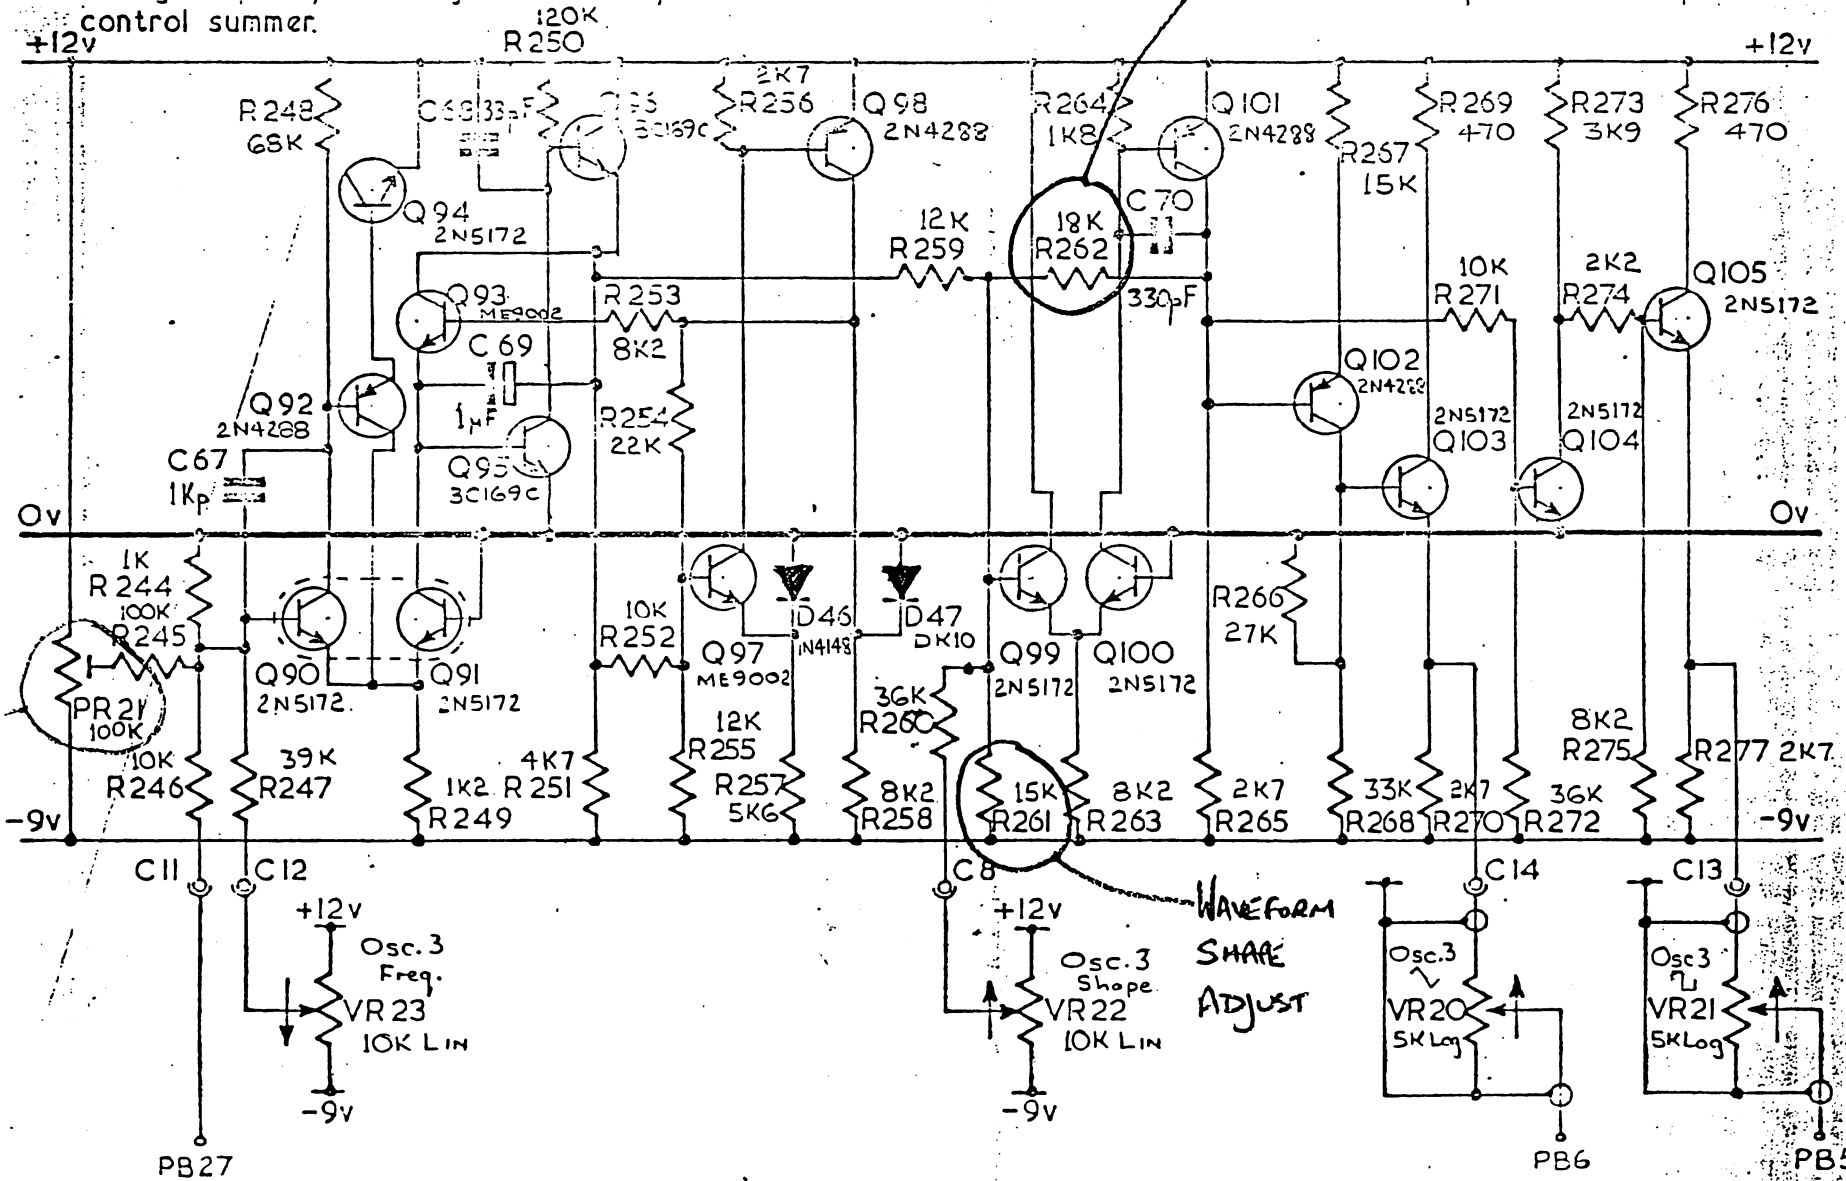 control summer.
+12v
120K
R250
+12v
R248
68K
C68 33pF
2K7
R256
Q98
2N4288
R264
1K8
Q101
2N4288
R267
15K
R269
470
R273
3K9
R276
470
Q94
2N5172
12K
R259
18K
R262
C70
330pF
10K
R271
2K2
R274
Q105
2N5172
Q93
ME9002
R253
8K2
C69
1µF
Q92
2N4288
R254
22K
Q102
2N4288
2N5172
Q103
2N5172
Q104
C67
1Kp
Q95
0v
0v
1K
R244
100K
R245
10K
R252
D46
1N4148
D47
DK10
R266
27K
Q90
2N5172
Q91
2N5172
Q97
ME9002
Q99
2N5172
Q100
2N5172
PR21
100K
36K
R260
10K
R246
39K
R247
1K2
R249
4K7
R251
12K
R255
R257
5K6
8K2
R258
15K
R261
8K2
R263
2K7
R265
33K
R268
2K7
R270
36K
R272
8K2
R275
R277 2K7
-9v
-9v
C11
C12
C8
C14
C13
+12v
Osc.3
Freq.
VR23
10K LIN
-9v
+12v
Osc.3
Shape
VR22
10K LIN
-9v
WAVEFORM
SHAPE
ADJUST
Osc.3
VR20
5K Log
Osc3
VR21
5K Log
PB27
PB6
PB5